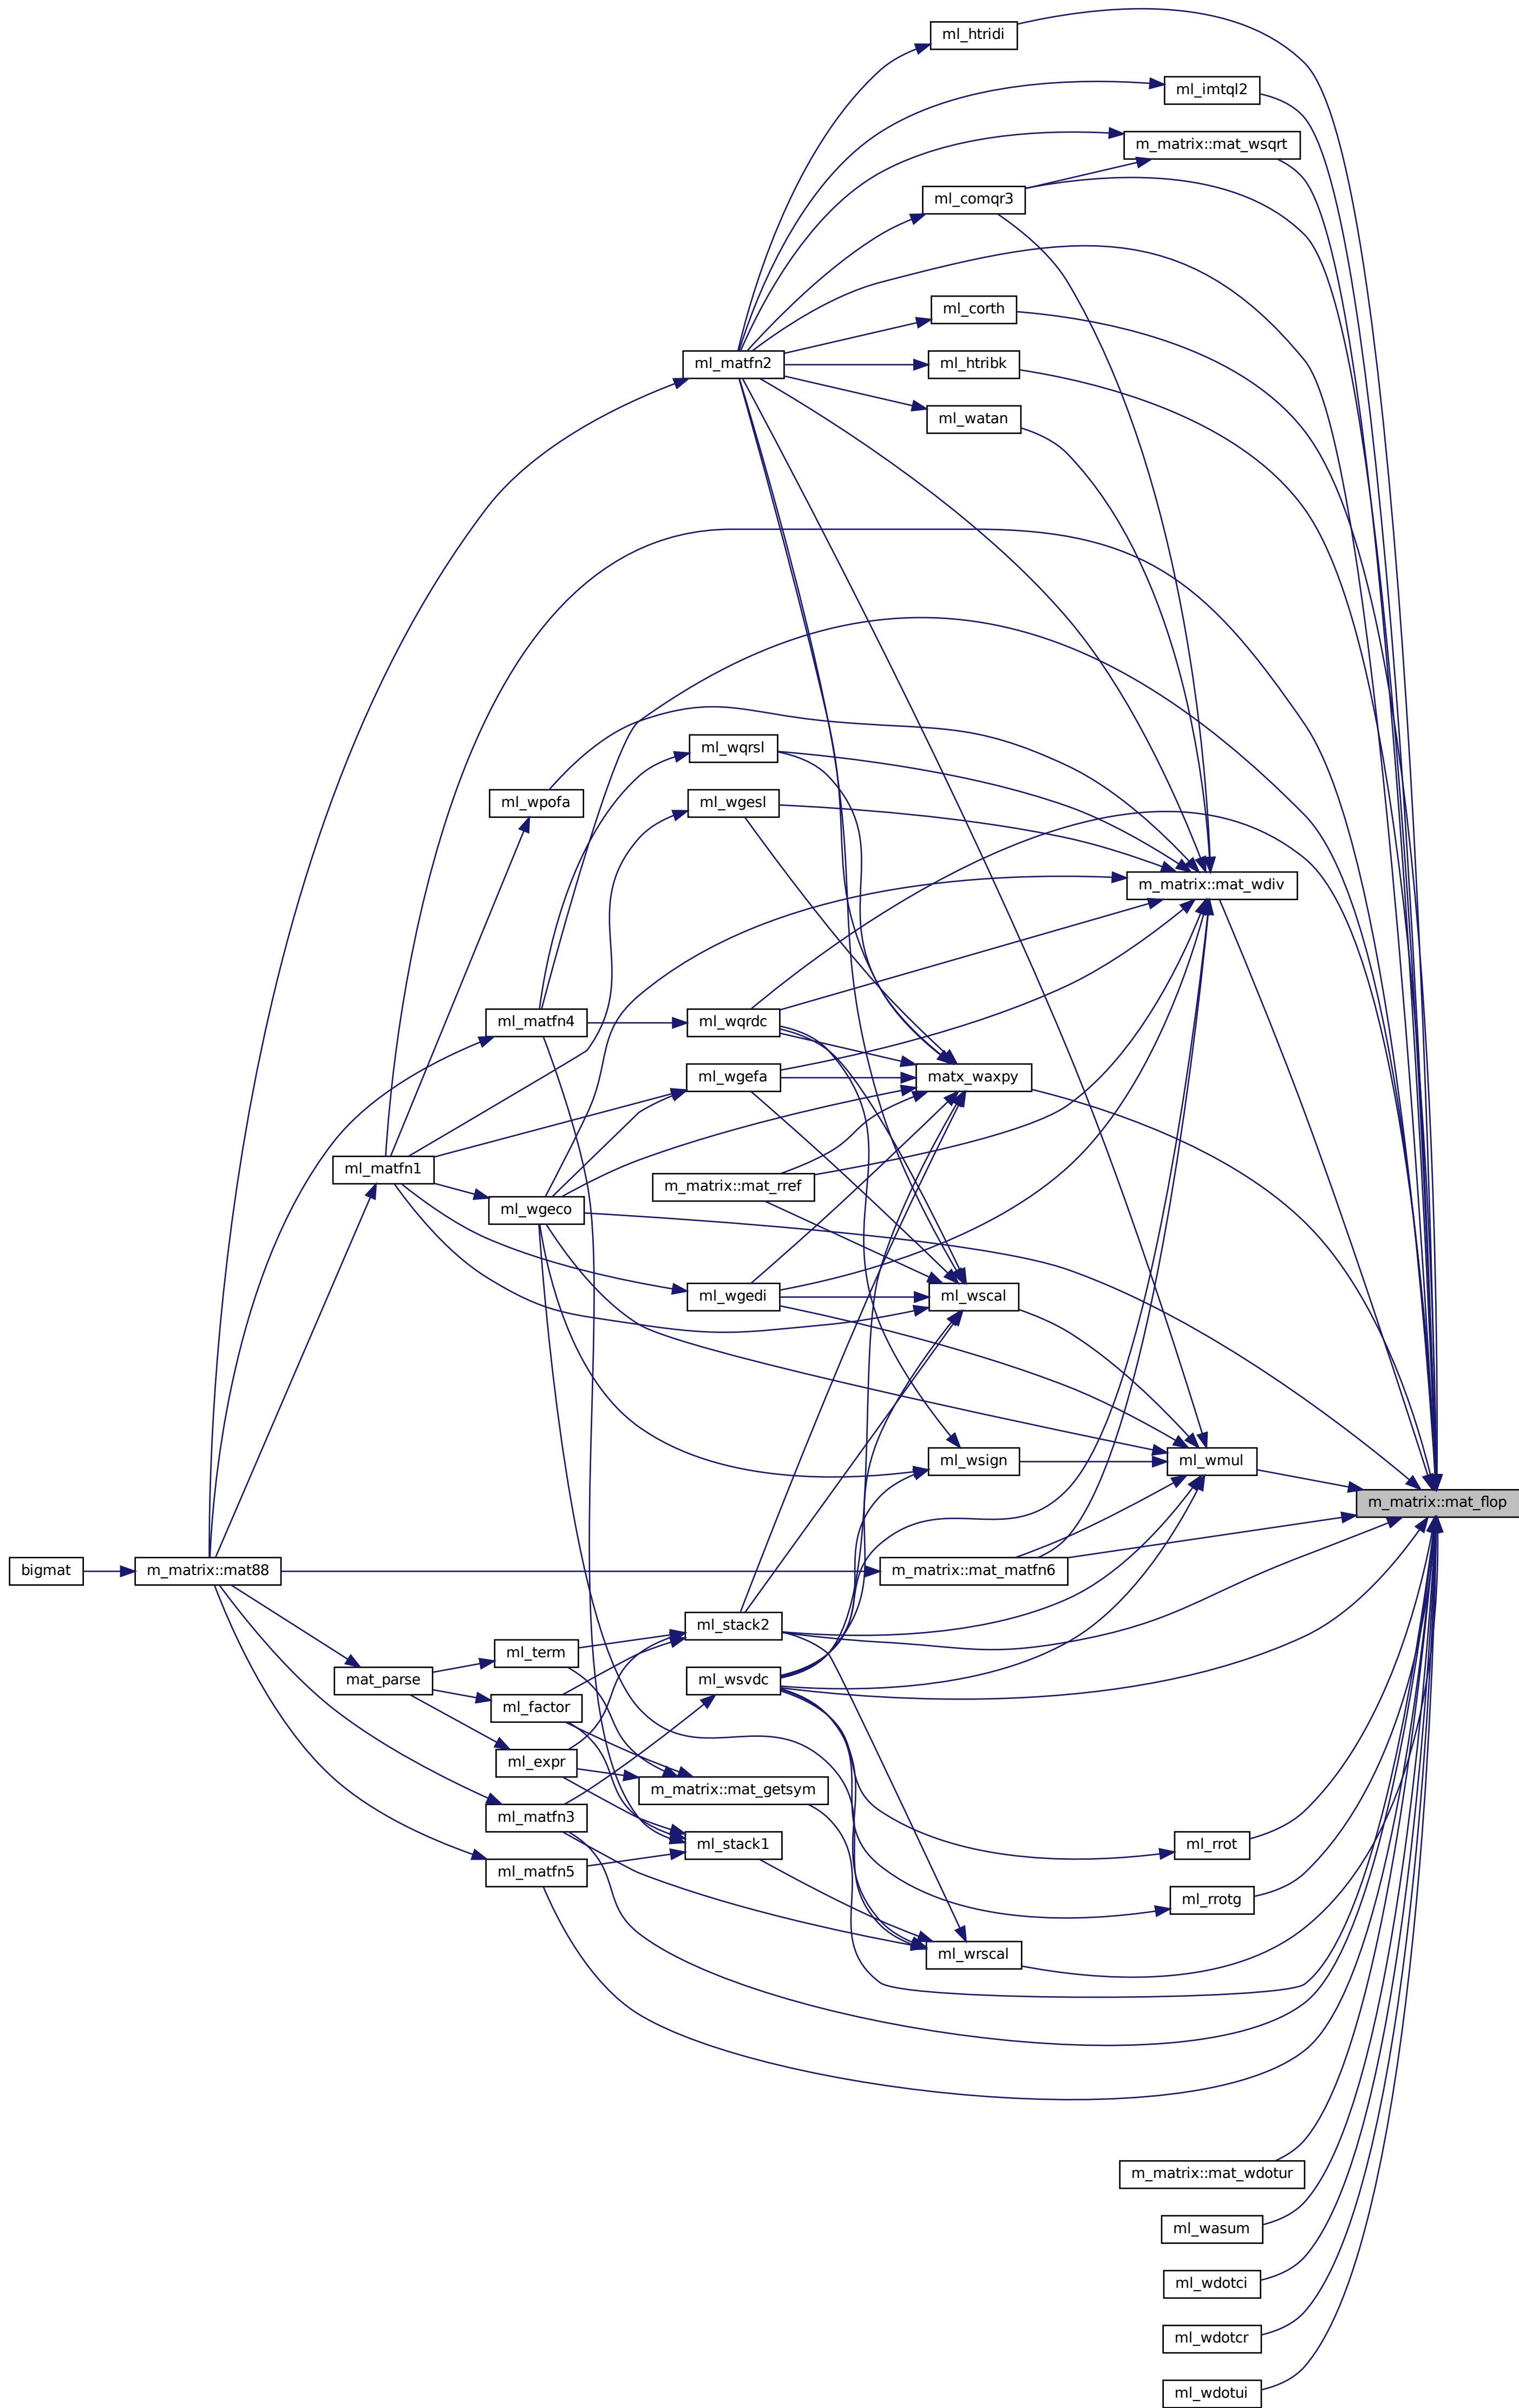 ml_htridi
ml_imtql2
m_matrix::mat_wsqrt
ml_comqr3
ml_corth
ml_matfn2
ml_htribk
ml_watan
ml_wqrsl
ml_wpofa
ml_wgesl
m_matrix::mat_wdiv
ml_matfn4
ml_wqrdc
ml_wgefa
matx_waxpy
ml_matfn1
m_matrix::mat_rref
ml_wgeco
ml_wgedi
ml_wscal
ml_wsign
ml_wmul
m_matrix::mat_flop
bigmat
m_matrix::mat88
m_matrix::mat_matfn6
ml_stack2
ml_term
mat_parse
ml_wsvdc
ml_factor
ml_expr
m_matrix::mat_getsym
ml_matfn3
ml_stack1
ml_rrot
ml_matfn5
ml_rrotg
ml_wrscal
m_matrix::mat_wdotur
ml_wasum
ml_wdotci
ml_wdotcr
ml_wdotui